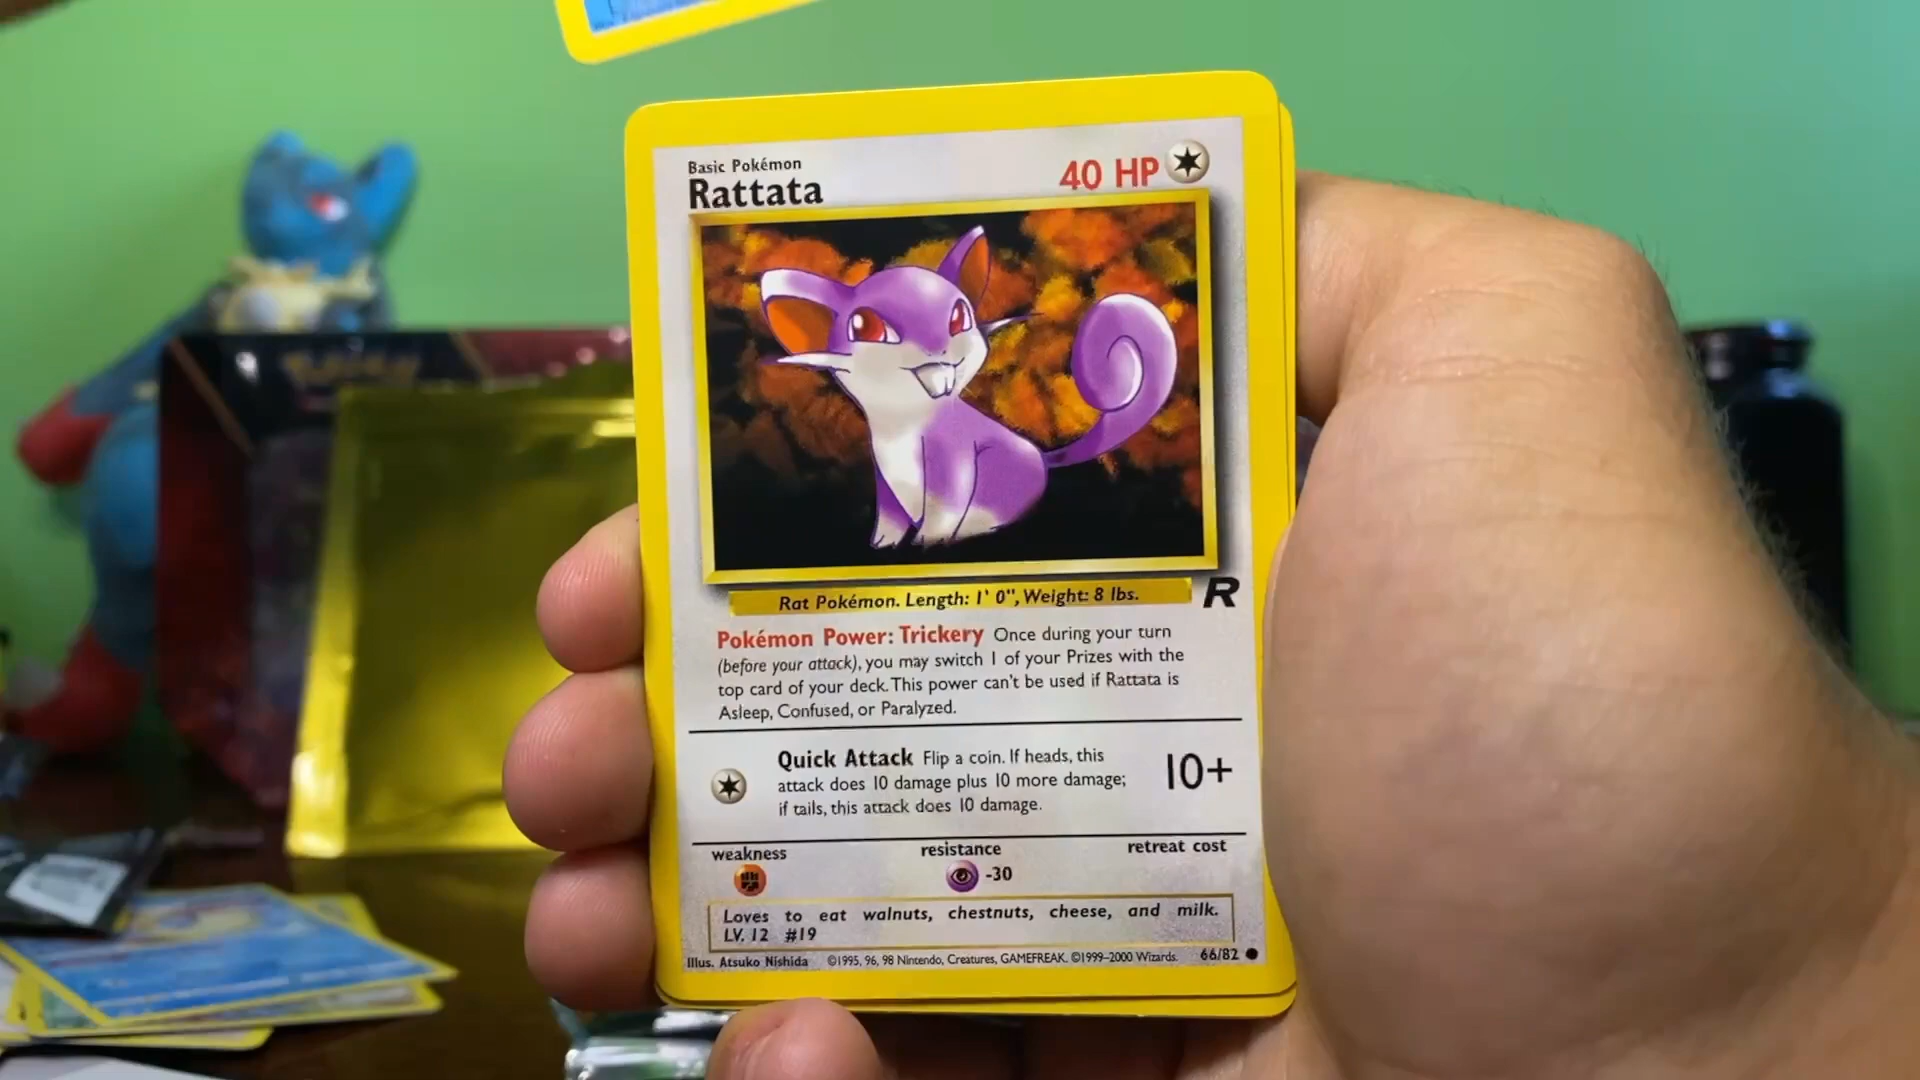 Basic Pokémon
Rattata
40 HP
Rat Pokémon. Length: 1' 0", Weight: 8 lbs.
R
Pokémon Power: Trickery Once during your turn
(before your attack), you may switch 1 of your Prizes with the
top card of your deck. This power can't be used if Rattata is
Asleep, Confused, or Paralyzed.
Quick Attack Flip a coin. If heads, this
attack does 10 damage plus 10 more damage;
if tails, this attack does 10 damage.
10+
weakness resistance retreat cost
-30
Loves to eat walnuts, chestnuts, cheese, and milk.
LV. 12 #19
Illus. Atsuko Nishida ©1995, 96, 98 Nintendo, Creatures, GAMEFREAK. ©1999–2000 Wizards. 66/82